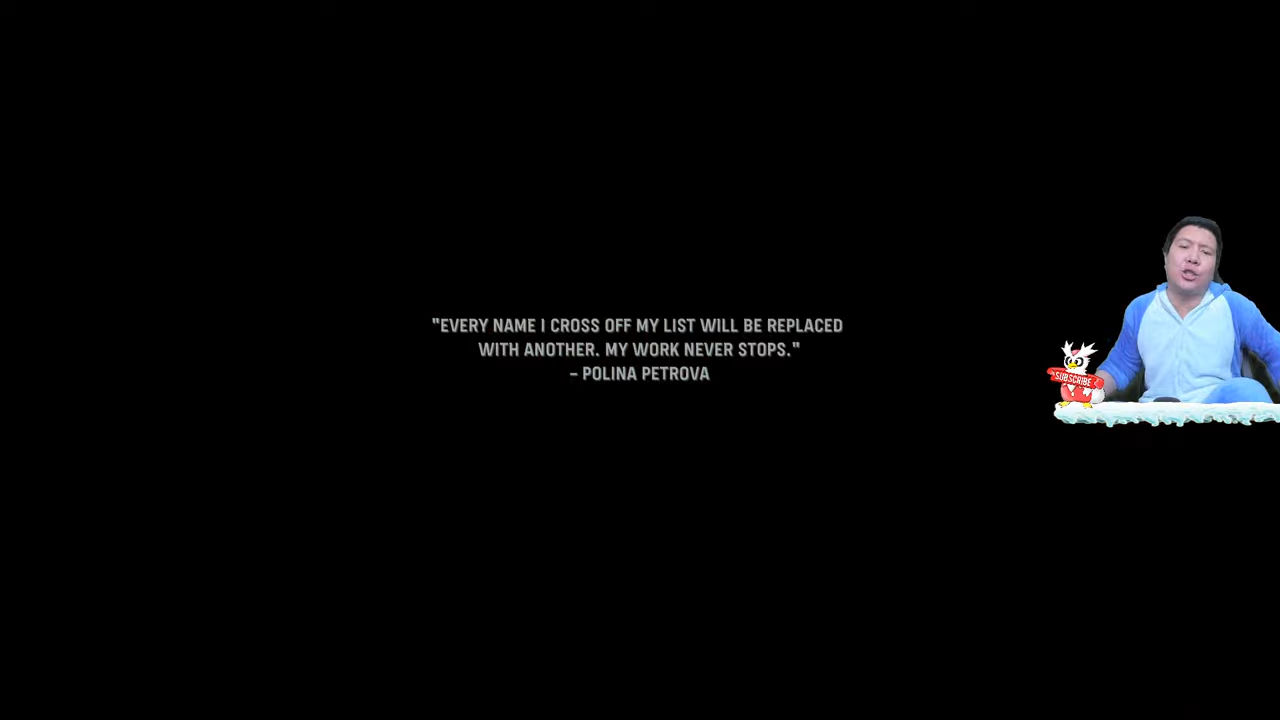 "EVERY NAME I CROSS OFF MY LIST WILL BE REPLACED
WITH ANOTHER. MY WORK NEVER STOPS."
– POLINA PETROVA
SUBSCRIBE